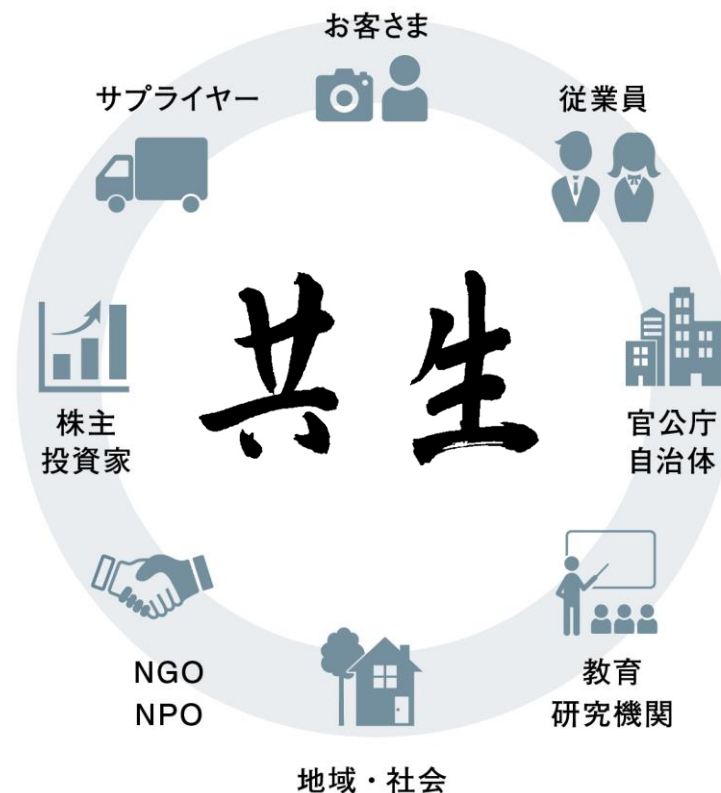 お客さま
サプライヤー
従業員
共生
株主
投資家
官公庁
自治体
NGO
NPO
教育
研究機関
地域・社会